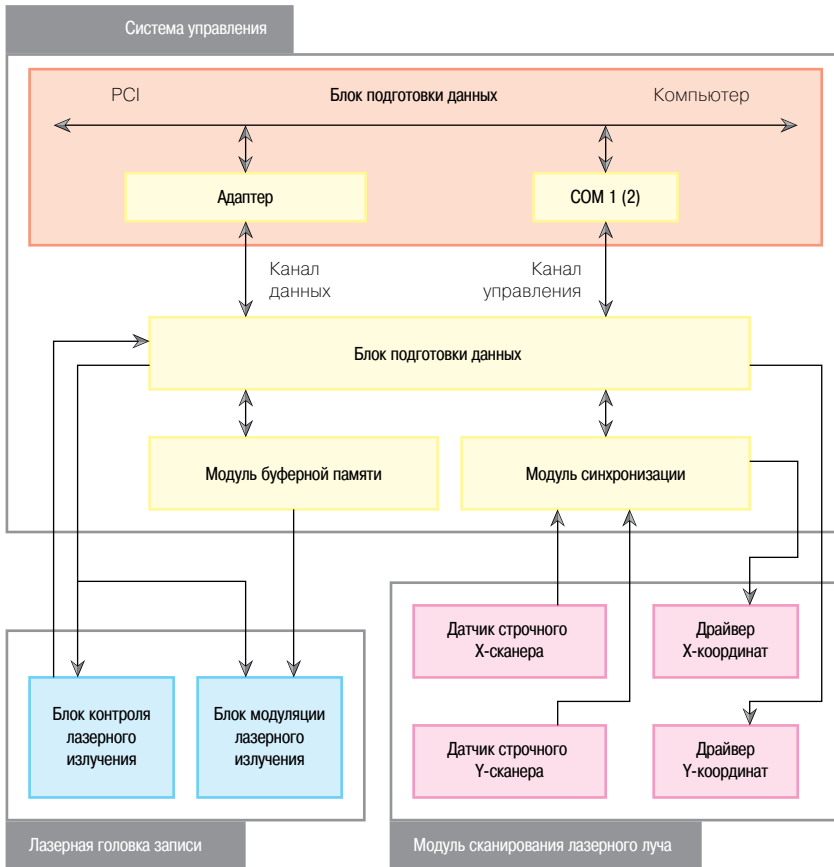 Система управления
PCI
Блок подготовки данных
Компьютер
Адаптер
COM 1 (2)
Канал
данных
Канал
управления
Блок подготовки данных
Модуль буферной памяти
Модуль синхронизации
Датчик строчного
X-сканера
Драйвер
X-координат
Блок контроля
лазерного
излучения
Блок модуляции
лазерного
излучения
Датчик строчного
Y-сканера
Драйвер
Y-координат
Лазерная головка записи
Модуль сканирования лазерного луча